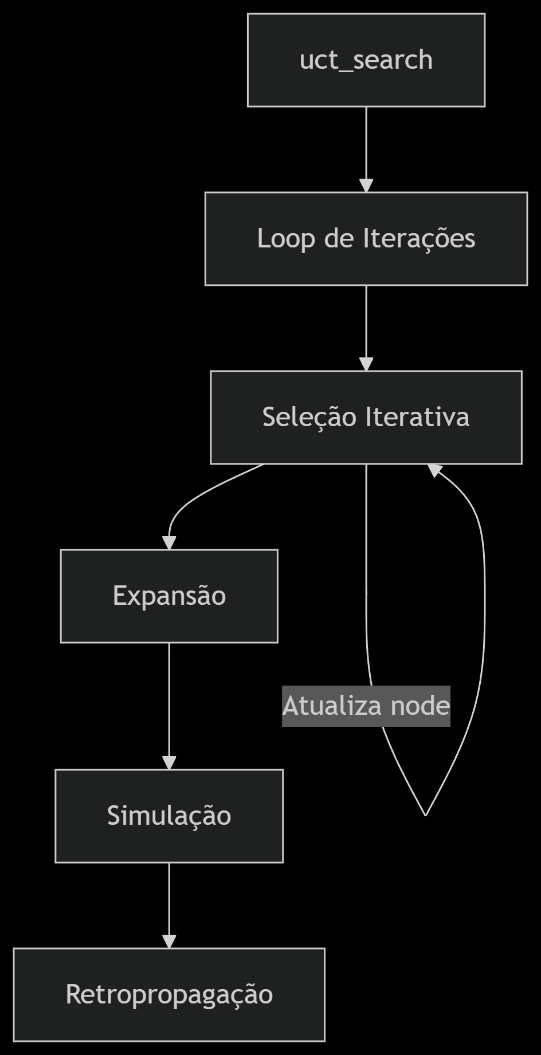 uct_search
Loop de Iterações
Seleção Iterativa
Expansão
Atualiza node
Simulação
Retropropagação